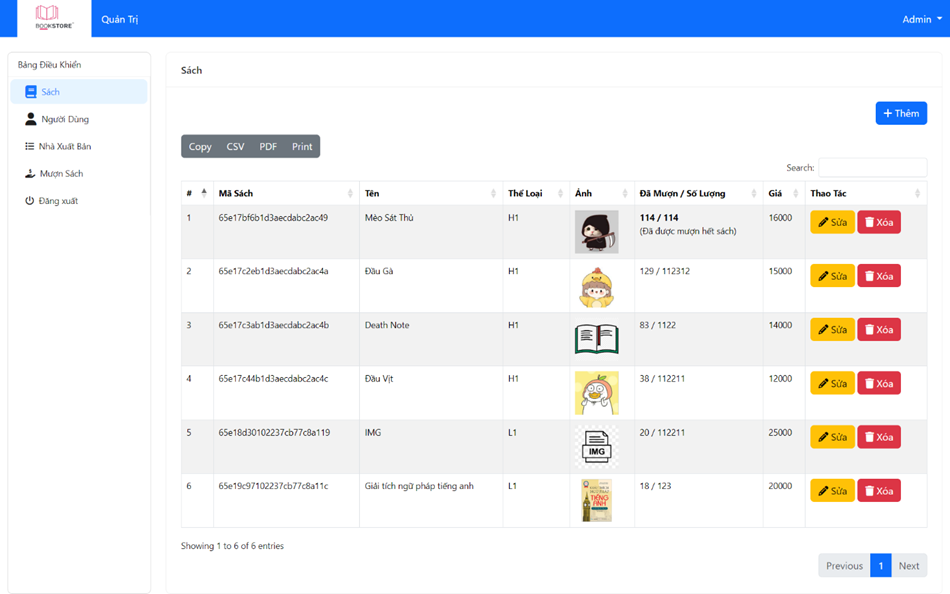 BOOKSTORE
Quản Trị
Admin
Bảng Điều Khiển
Sách
Người Dùng
Nhà Xuất Bản
Mượn Sách
Đăng xuất
Sách
+ Thêm
Copy CSV PDF Print
Search:
# Mã Sách Tên Thể Loại Ảnh Đã Mượn / Số Lượng Giá Thao Tác
1 65e17bf6b1d3aecdabc2ac49 Mèo Sát Thủ H1 114 / 114 16000 Sửa Xóa
(Đã được mượn hết sách)
2 65e17c2eb1d3aecdabc2ac4a Đầu Gà H1 129 / 112312 15000 Sửa Xóa
3 65e17c3ab1d3aecdabc2ac4b Death Note H1 83 / 1122 14000 Sửa Xóa
4 65e17c44b1d3aecdabc2ac4c Đầu Vịt H1 38 / 112211 12000 Sửa Xóa
5 65e18d30102237cb77c8a119 IMG L1 IMG 20 / 112211 25000 Sửa Xóa
6 65e19c97102237cb77c8a11c Giải tích ngữ pháp tiếng anh L1 TIẾNG ANH 18 / 123 20000 Sửa Xóa
Showing 1 to 6 of 6 entries
Previous 1 Next